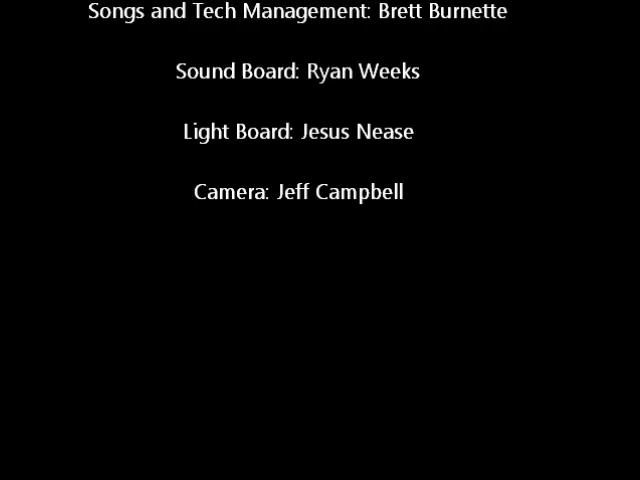 Songs and Tech Management: Brett Burnette
Sound Board: Ryan Weeks
Light Board: Jesus Nease
Camera: Jeff Campbell